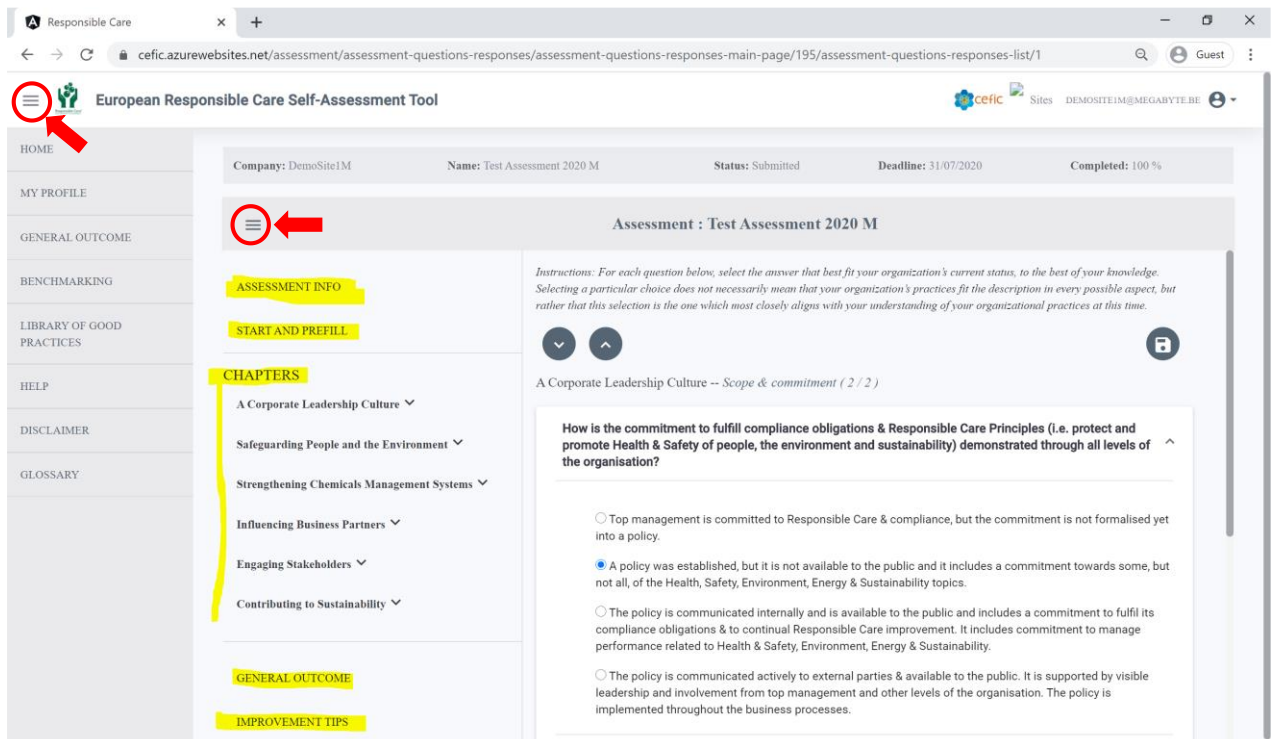 Responsible Care
cefic.azurewebsites.net/assessment/assessment-questions-responses/assessment-questions-responses-main-page/195/assessment-questions-responses-list/1
Guest
European Responsible Care Self-Assessment Tool
cefic
Sites
DEMOSITE1M@MEGABYTE.BE
HOME
MY PROFILE
GENERAL OUTCOME
BENCHMARKING
LIBRARY OF GOOD
PRACTICES
HELP
DISCLAIMER
GLOSSARY
Company: DemoSite1M Name: Test Assessment 2020 M Status: Submitted Deadline: 31/07/2020 Completed: 100 %
Assessment : Test Assessment 2020 M
ASSESSMENT INFO
START AND PREFILL
CHAPTERS
A Corporate Leadership Culture
Safeguarding People and the Environment
Strengthening Chemicals Management Systems
Influencing Business Partners
Engaging Stakeholders
Contributing to Sustainability
GENERAL OUTCOME
IMPROVEMENT TIPS
Instructions: For each question below, select the answer that best fit your organization's current status, to the best of your knowledge.
Selecting a particular choice does not necessarily mean that your organization's practices fit the description in every possible aspect, but
rather that this selection is the one which most closely aligns with your understanding of your organizational practices at this time.
A Corporate Leadership Culture -- Scope & commitment ( 2 / 2 )
How is the commitment to fulfill compliance obligations & Responsible Care Principles (i.e. protect and
promote Health & Safety of people, the environment and sustainability) demonstrated through all levels of
the organisation?
Top management is committed to Responsible Care & compliance, but the commitment is not formalised yet
into a policy.
A policy was established, but it is not available to the public and it includes a commitment towards some, but
not all, of the Health, Safety, Environment, Energy & Sustainability topics.
The policy is communicated internally and is available to the public and includes a commitment to fulfil its
compliance obligations & to continual Responsible Care improvement. It includes commitment to manage
performance related to Health & Safety, Environment, Energy & Sustainability.
The policy is communicated actively to external parties & available to the public. It is supported by visible
leadership and involvement from top management and other levels of the organisation. The policy is
implemented throughout the business processes.